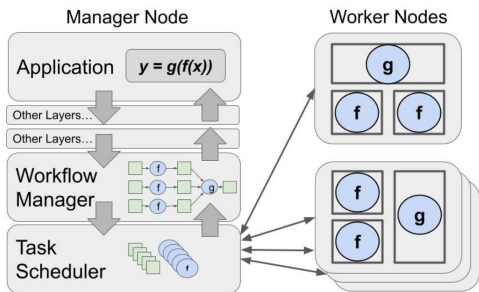 Manager Node
Worker Nodes
Application
y = g(f(x))
Other Layers…
Other Layers…
Workflow
Manager
f
f
g
f
Task
Scheduler
f
g
f
f
f
g
f